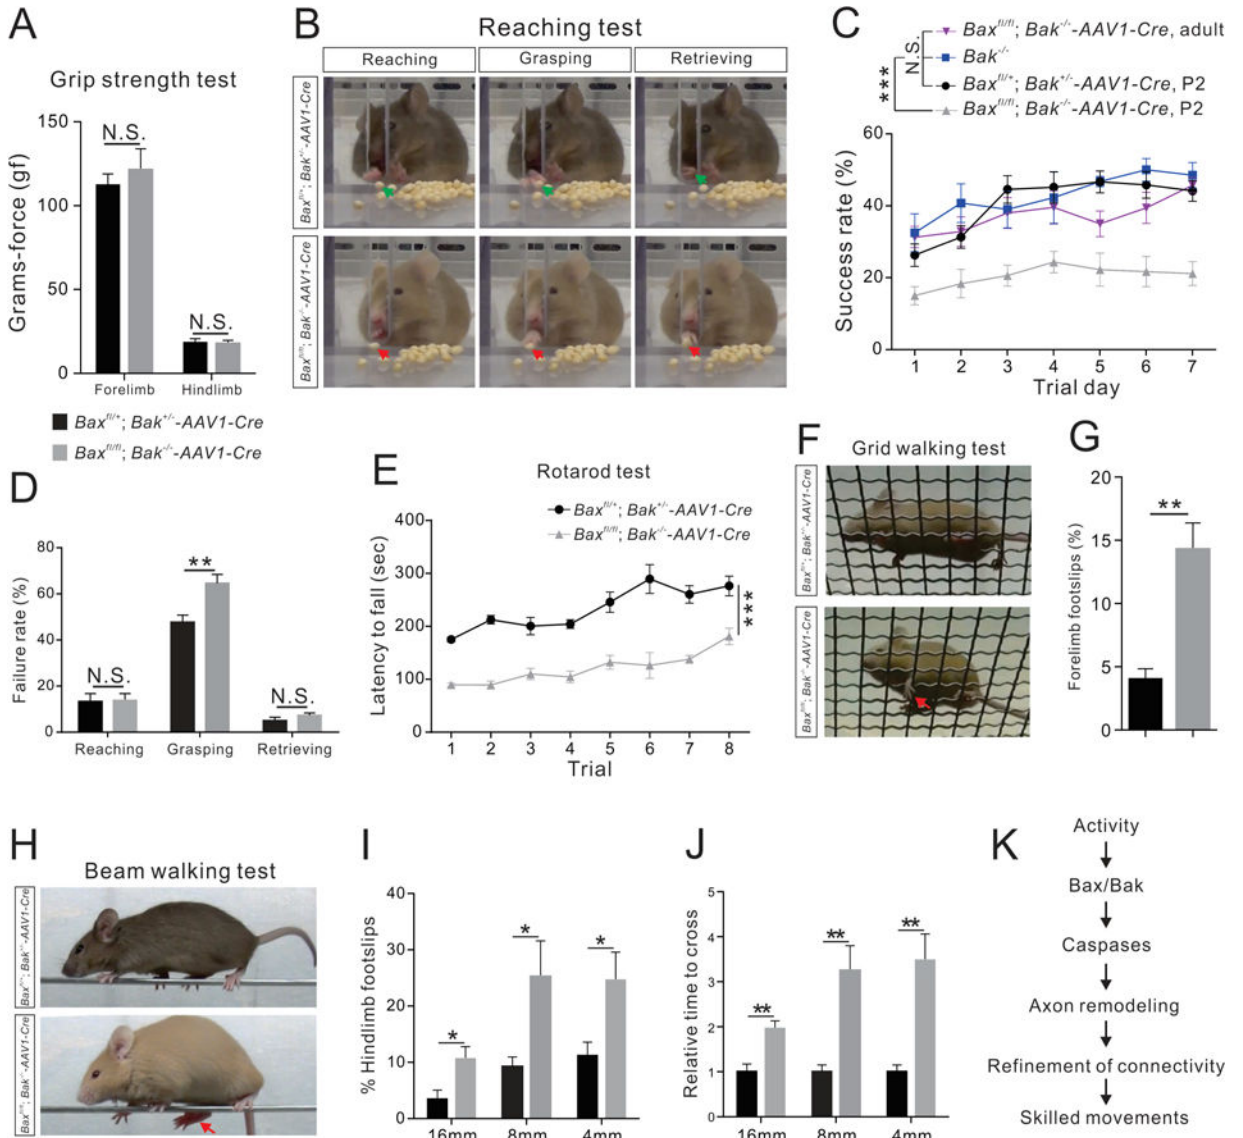 A
Grip strength test
Grams-force (gf)
150
100
50
0
N.S.
N.S.
Forelimb
Hindlimb
Bax^fl/+; Bak^+/--AAV1-Cre
Bax^fl/fl; Bak^-/--AAV1-Cre
B
Reaching test
Reaching
Grasping
Retrieving
Bax^fl/+; Bak^+/--AAV1-Cre
Bax^fl/fl; Bak^-/--AAV1-Cre
C
Bax^fl/fl; Bak^-/--AAV1-Cre, adult
Bak^-/-
Bax^fl/+; Bak^+/--AAV1-Cre, P2
Bax^fl/fl; Bak^-/--AAV1-Cre, P2
N.S.
***
Success rate (%)
60
40
20
0
1 2 3 4 5 6 7
Trial day
D
Failure rate (%)
80
60
40
20
0
N.S.
**
N.S.
Reaching
Grasping
Retrieving
E
Rotarod test
Bax^fl/+; Bak^+/--AAV1-Cre
Bax^fl/fl; Bak^-/--AAV1-Cre
Latency to fall (sec)
400
300
200
100
0
***
1 2 3 4 5 6 7 8
Trial
F
Grid walking test
Bax^fl/+; Bak^+/--AAV1-Cre
Bax^fl/fl; Bak^-/--AAV1-Cre
G
Forelimb footslips (%)
20
15
10
5
0
**
H
Beam walking test
Bax^fl/+; Bak^+/--AAV1-Cre
Bax^fl/fl; Bak^-/--AAV1-Cre
I
% Hindlimb footslips
40
30
20
10
0
*
*
*
16mm
8mm
4mm
J
Relative time to cross
5
4
3
2
1
0
**
**
**
16mm
8mm
4mm
K
Activity
Bax/Bak
Caspases
Axon remodeling
Refinement of connectivity
Skilled movements